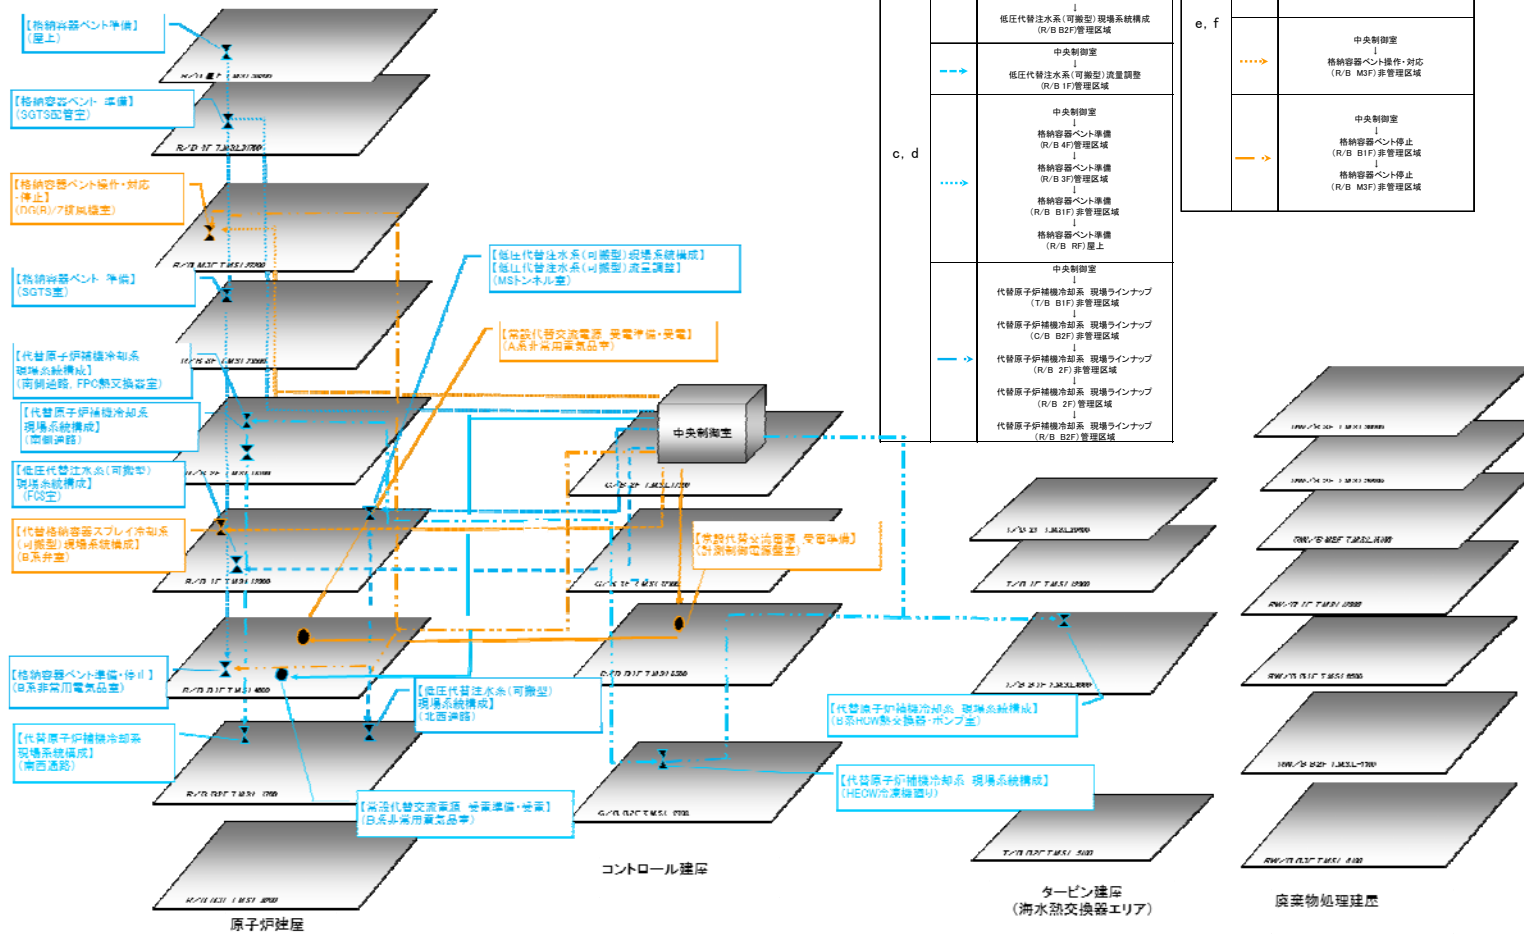 【格納容器ベント準備】
(屋上)
【格納容器ベント 準備】
(SGTS配管室)
【格納容器ベント操作・対応
・停止】
(DG(B)/Z排風機室)
【格納容器ベント 準備】
(SGTS室)
【代替原子炉補機冷却系
現場系統構成】
(南側通路, FPC熱交換器室)
【代替原子炉補機冷却系
現場系統構成】
(南側通路)
【低圧代替注水系(可搬型)
現場系統構成】
(FCS室)
【代替格納容器スプレイ冷却系
(可搬型)現場系統構成】
(B系弁室)
【格納容器ベント準備・停止】
(B系非常用電気品室)
【代替原子炉補機冷却系
現場系統構成】
(南西通路)
原子炉建屋
【低圧代替注水系(可搬型)現場系統構成】
【低圧代替注水系(可搬型)流量調整】
(MSトンネル室)
【常設代替交流電源 受電準備・受電】
(A系非常用電気品室)
中央制御室
【常設代替交流電源 受電準備】
(計測制御電源盤室)
【低圧代替注水系(可搬型)
現場系統構成】
(北西通路)
【常設代替交流電源 受電準備・受電】
(B系非常用電気品室)
【代替原子炉補機冷却系 現場系統構成】
(B系HCW熱交換器・ポンプ室)
【代替原子炉補機冷却系 現場系統構成】
(HECW冷凍機廻り)
コントロール建屋
タービン建屋
(海水熱交換器エリア)
廃棄物処理建屋
c, d
↓
低圧代替注水系(可搬型)現場系統構成
(R/B B2F)管理区域
中央制御室
↓
低圧代替注水系(可搬型)流量調整
(R/B 1F)管理区域
中央制御室
↓
格納容器ベント準備
(R/B 4F)管理区域
↓
格納容器ベント準備
(R/B 3F)管理区域
↓
格納容器ベント準備
(R/B B1F)非管理区域
↓
格納容器ベント準備
(R/B RF)屋上
中央制御室
↓
代替原子炉補機冷却系 現場ラインナップ
(T/B B1F)非管理区域
↓
代替原子炉補機冷却系 現場ラインナップ
(C/B B2F)非管理区域
↓
代替原子炉補機冷却系 現場ラインナップ
(R/B 2F)非管理区域
↓
代替原子炉補機冷却系 現場ラインナップ
(R/B 2F)管理区域
↓
代替原子炉補機冷却系 現場ラインナップ
(R/B B2F)管理区域
e, f
中央制御室
↓
格納容器ベント操作・対応
(R/B M3F)非管理区域
中央制御室
↓
格納容器ベント停止
(R/B B1F)非管理区域
↓
格納容器ベント停止
(R/B M3F)非管理区域